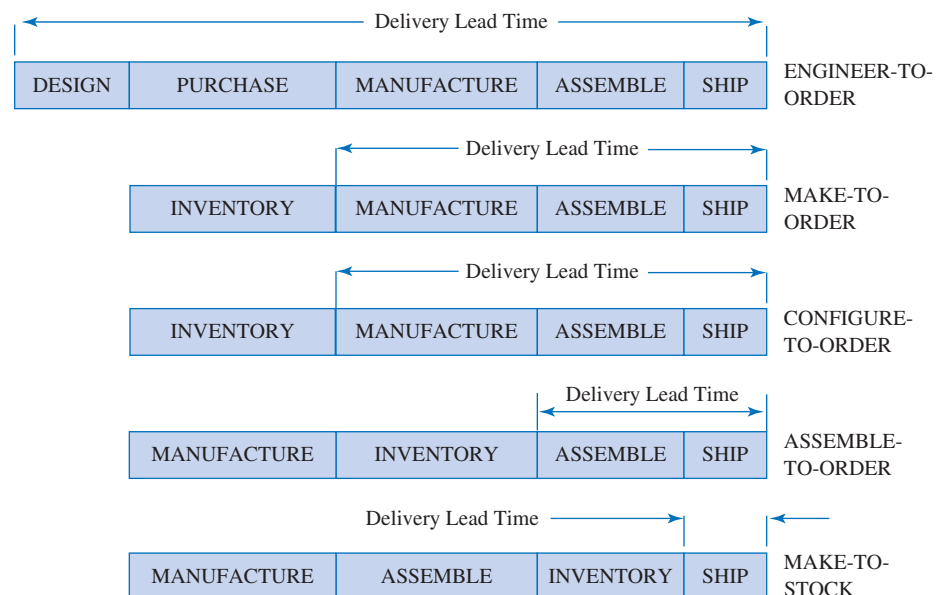 Delivery Lead Time
DESIGN PURCHASE MANUFACTURE ASSEMBLE SHIP ENGINEER-TO-
ORDER
Delivery Lead Time
INVENTORY MANUFACTURE ASSEMBLE SHIP MAKE-TO-
ORDER
Delivery Lead Time
INVENTORY MANUFACTURE ASSEMBLE SHIP CONFIGURE-
TO-ORDER
Delivery Lead Time
MANUFACTURE INVENTORY ASSEMBLE SHIP ASSEMBLE-
TO-ORDER
Delivery Lead Time
MANUFACTURE ASSEMBLE INVENTORY SHIP MAKE-TO-
STOCK